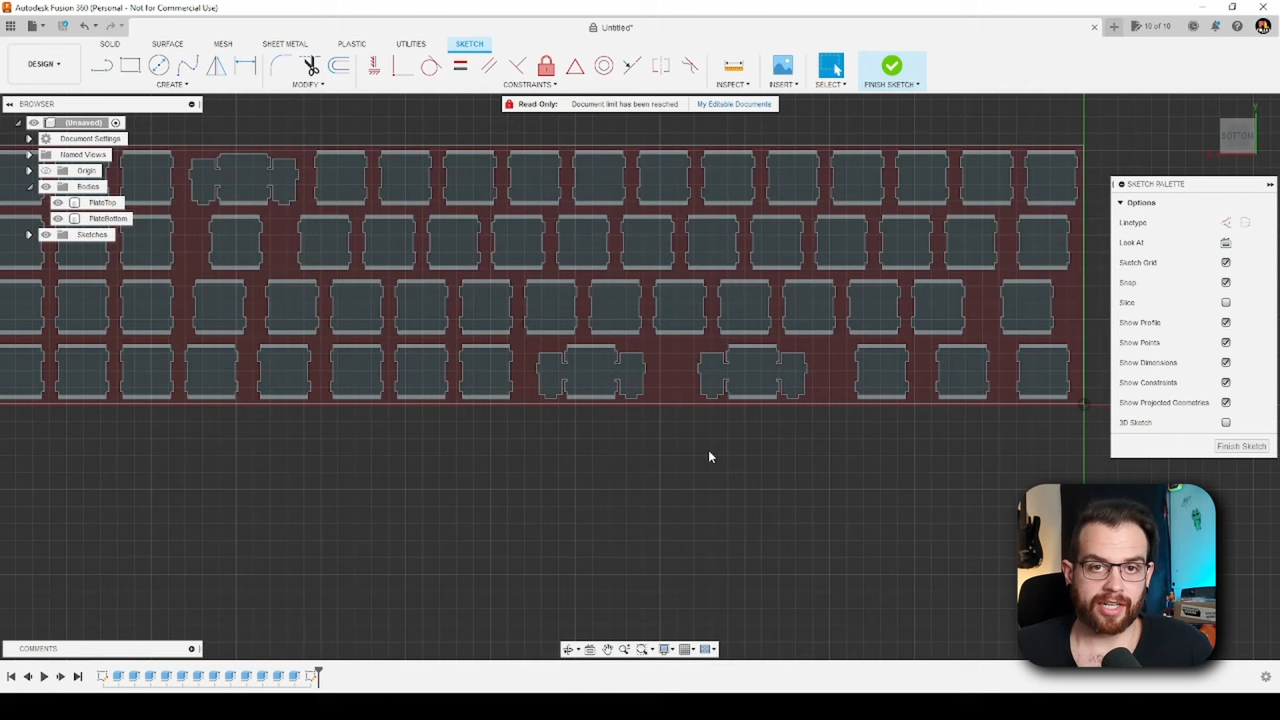 Autodesk Fusion 360 (Personal - Not for Commercial Use)
Untitled*
10 of 10
DESIGN
SOLID
SURFACE
MESH
SHEET METAL
PLASTIC
UTILITIES
SKETCH
CREATE
MODIFY
CONSTRAINTS
INSPECT
INSERT
SELECT
FINISH SKETCH
BROWSER
Read-Only: Document limit has been reached My Editable Documents
(Unsaved)
Document Settings
Named Views
Origin
Bodies
PlateTop
PlateBottom
Sketches
BOTTOM
SKETCH PALETTE
Options
Linetype
Look At
Sketch Grid
Snap
Slice
Show Profile
Show Points
Show Dimensions
Show Constraints
Show Projected Geometries
3D Sketch
Finish Sketch
COMMENTS